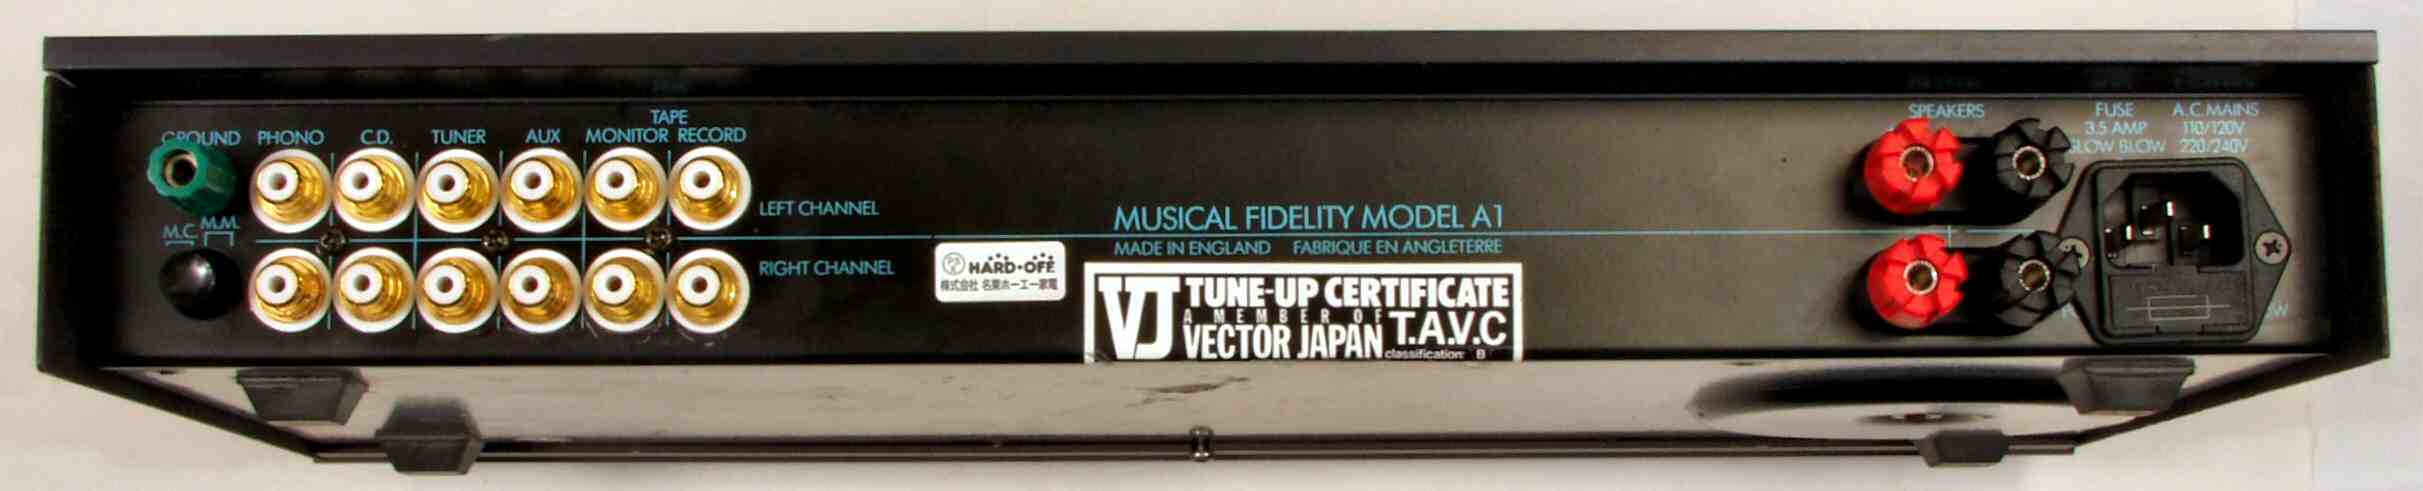 GROUND
PHONO
C.D.
TUNER
AUX
TAPE
MONITOR RECORD
M.C. M.M.
LEFT CHANNEL
RIGHT CHANNEL
MUSICAL FIDELITY MODEL A1
MADE IN ENGLAND FABRIQUE EN ANGLETERRE
HARD·OFF
株式会社 名東ホーエー家電
VJ
TUNE-UP CERTIFICATE
A MEMBER OF
VECTOR JAPAN
T.A.V.C
classification: B
SPEAKERS
FUSE
3.5 AMP
SLOW BLOW
A.C. MAINS
110/120V
220/240V